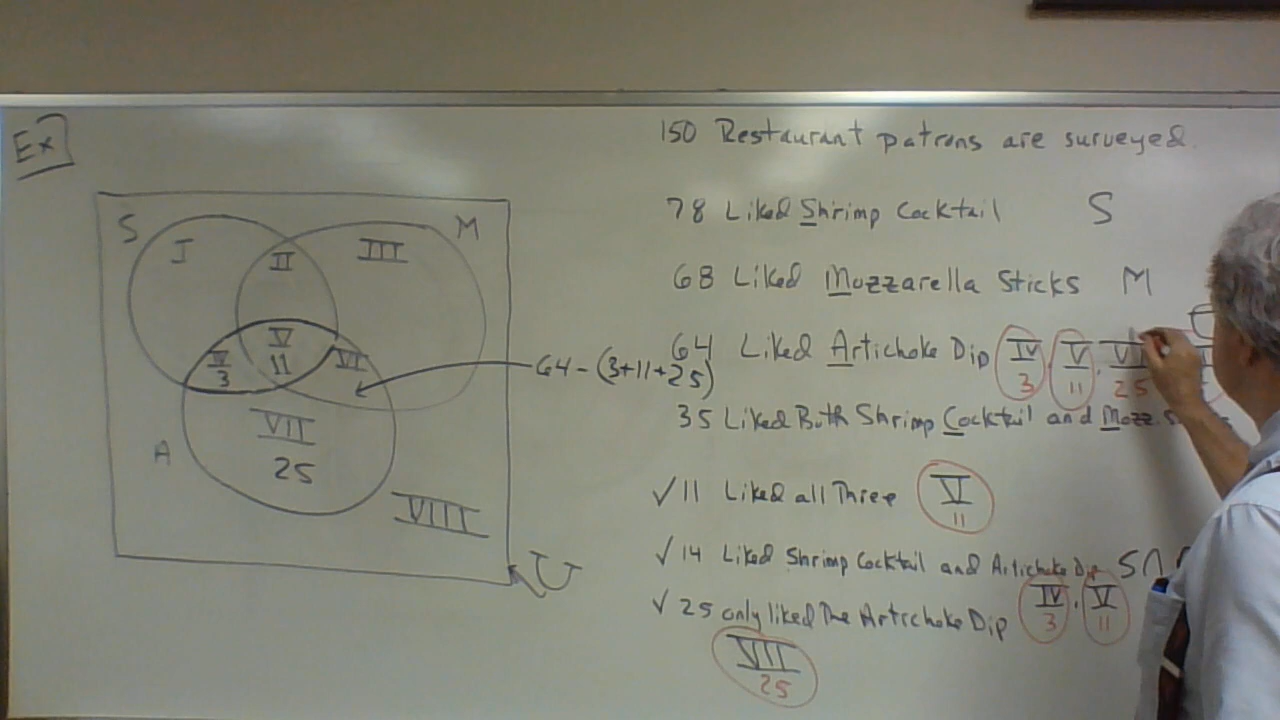 Ex
150 Restaurant patrons are surveyed.
78 Liked Shrimp Cocktail S
68 Liked Mozzarella Sticks M
64 Liked Artichoke Dip IV, V, VI
3 11 25
35 Liked Both Shrimp Cocktail and Mozz.
✓ 11 Liked all Three V
11
✓ 14 Liked Shrimp Cocktail and Artichoke Dip S∩
✓ 25 only liked The Artichoke Dip IV, V
3 11
VII
25
S
M
I
II
III
V
11
IV
3
VI
64-(3+11+25)
VII
25
A
VIII
U